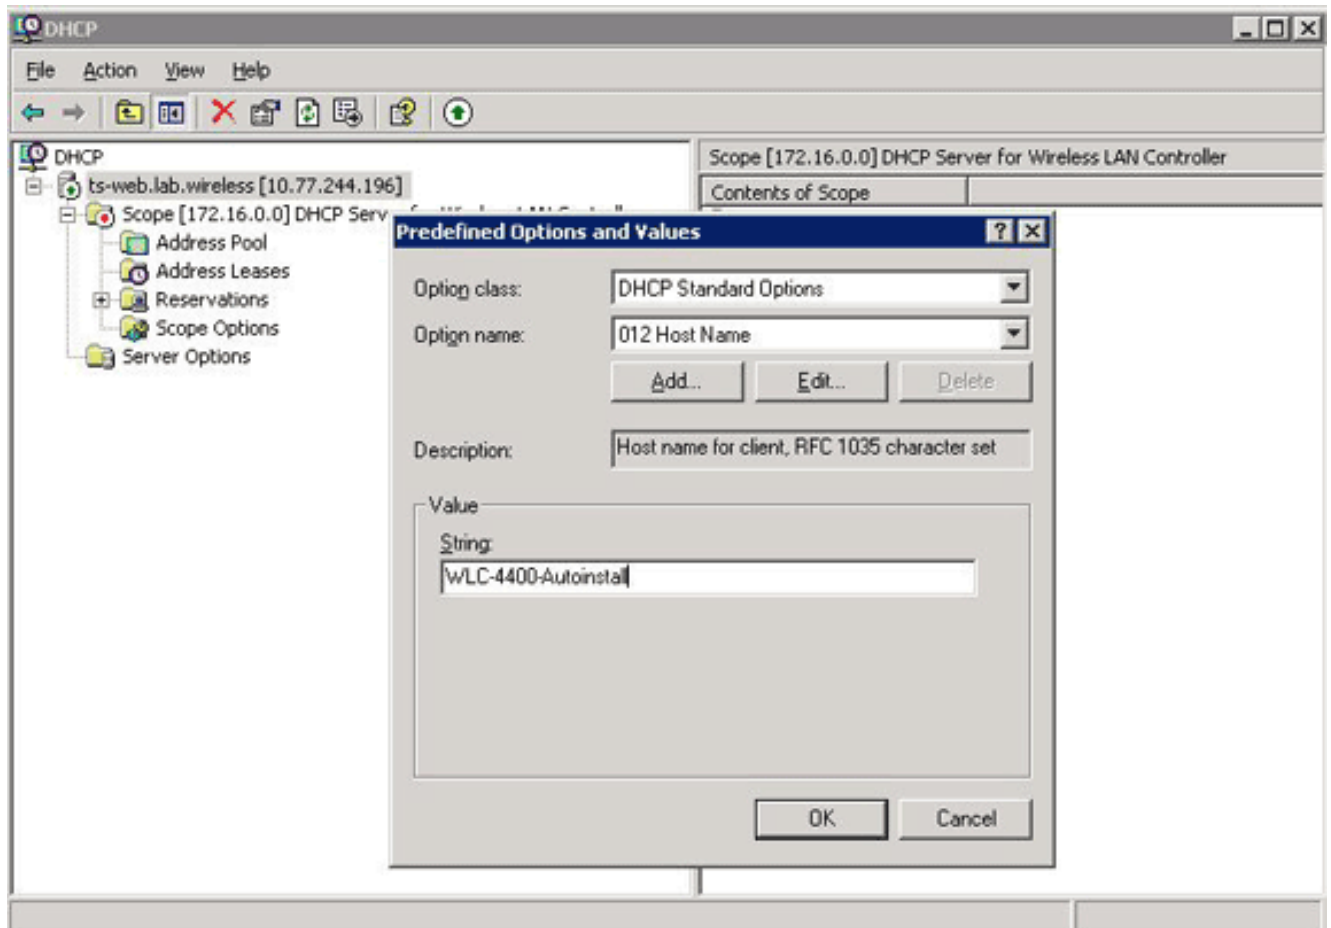 DHCP
File Action View Help
DHCP
ts-web.lab.wireless [10.77.244.196]
Scope [172.16.0.0] DHCP Serv
Address Pool
Address Leases
Reservations
Scope Options
Server Options
Scope [172.16.0.0] DHCP Server for Wireless LAN Controller
Contents of Scope
Predefined Options and Values
Option class:
DHCP Standard Options
Option name:
012 Host Name
Add...
Edit...
Delete
Description:
Host name for client, RFC 1035 character set
Value
String:
WLC-4400-Autoinstall
OK
Cancel